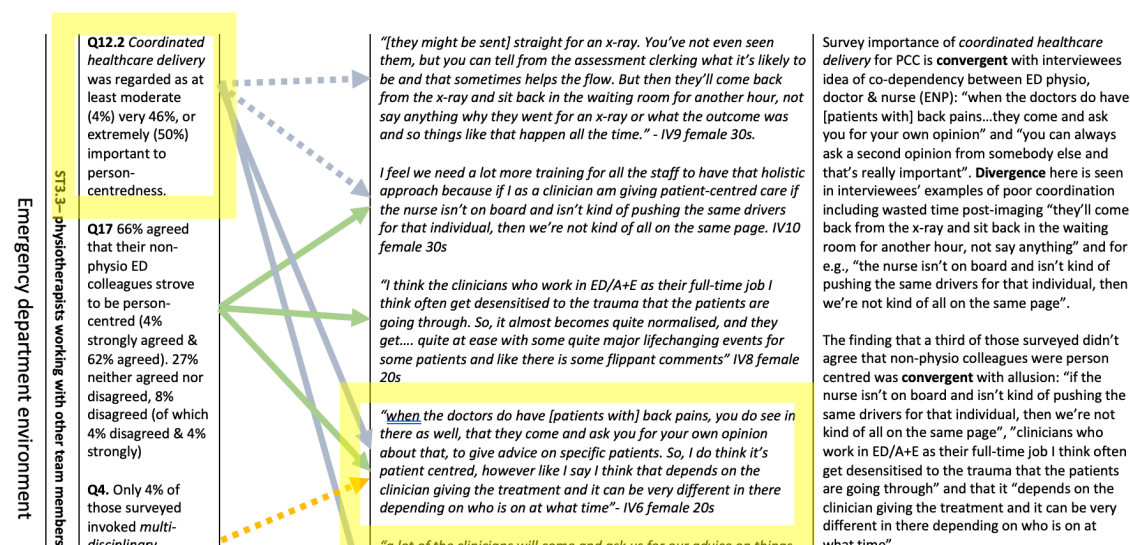 Emergency department environment
ST3.3– physiotherapists working with other team members
Q12.2 Coordinated
healthcare delivery
was regarded as at
least moderate
(4%) very 46%, or
extremely (50%)
important to
person-
centredness.
Q17 66% agreed
that their non-
physio ED
colleagues strove
to be person-
centred (4%
strongly agreed &
62% agreed). 27%
neither agreed nor
disagreed, 8%
disagreed (of which
4% disagreed & 4%
strongly)
Q4. Only 4% of
those surveyed
invoked multi-
disciplinary
“[they might be sent] straight for an x-ray. You’ve not even seen
them, but you can tell from the assessment clerking what it’s likely to
be and that sometimes helps the flow. But then they’ll come back
from the x-ray and sit back in the waiting room for another hour, not
say anything why they went for an x-ray or what the outcome was
and so things like that happen all the time.” - IV9 female 30s.
I feel we need a lot more training for all the staff to have that holistic
approach because if I as a clinician am giving patient-centred care if
the nurse isn’t on board and isn’t kind of pushing the same drivers
for that individual, then we’re not kind of all on the same page. IV10
female 30s
“I think the clinicians who work in ED/A+E as their full-time job I
think often get desensitised to the trauma that the patients are
going through. So, it almost becomes quite normalised, and they
get.... quite at ease with some quite major lifechanging events for
some patients and like there is some flippant comments” IV8 female
20s
“when the doctors do have [patients with] back pains, you do see in
there as well, that they come and ask you for your own opinion
about that, to give advice on specific patients. So, I do think it’s
patient centred, however like I say I think that depends on the
clinician giving the treatment and it can be very different in there
depending on who is on at what time”- IV6 female 20s
“a lot of the clinicians will come and ask us for our advice on things
Survey importance of coordinated healthcare
delivery for PCC is convergent with interviewees
idea of co-dependency between ED physio,
doctor & nurse (ENP): “when the doctors do have
[patients with] back pains...they come and ask
you for your own opinion” and “you can always
ask a second opinion from somebody else and
that’s really important”. Divergence here is seen
in interviewees’ examples of poor coordination
including wasted time post-imaging “they’ll come
back from the x-ray and sit back in the waiting
room for another hour, not say anything” and for
e.g., “the nurse isn’t on board and isn’t kind of
pushing the same drivers for that individual, then
we’re not kind of all on the same page”.
The finding that a third of those surveyed didn’t
agree that non-physio colleagues were person
centred was convergent with allusion: “if the
nurse isn’t on board and isn’t kind of pushing the
same drivers for that individual, then we’re not
kind of all on the same page”, ”clinicians who
work in ED/A+E as their full-time job I think often
get desensitised to the trauma that the patients
are going through” and that it “depends on the
clinician giving the treatment and it can be very
different in there depending on who is on at
what time”